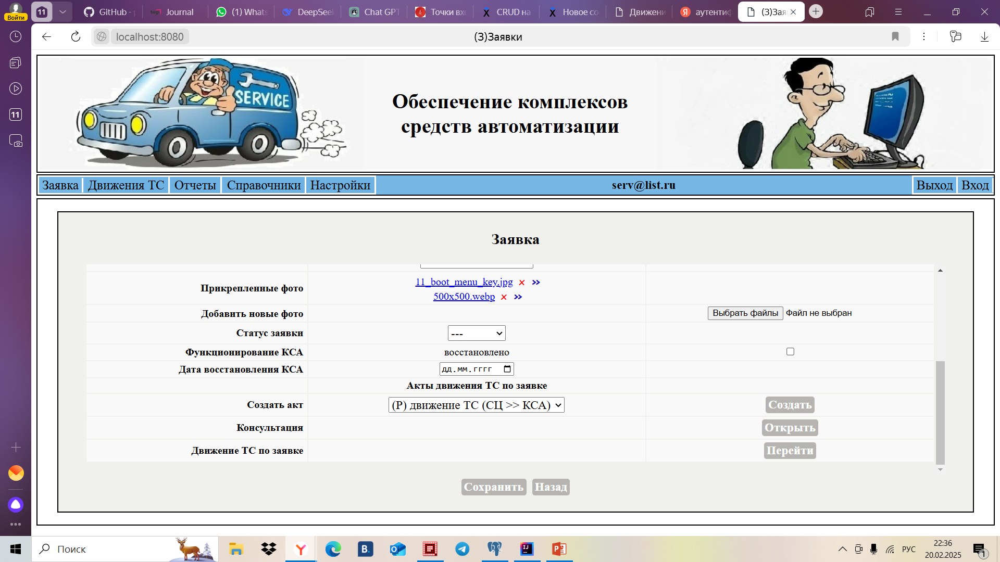 Войти
11
GitHub - 
Journal
(1) Whats
DeepSeek
Chat GPT
Точки вхо
CRUD на
Новое со
Движени
аутентиф
(3)Зая
localhost:8080
(3)Заявки
11
SERVICE
Обеспечение комплексов
средств автоматизации
Заявка
Движения ТС
Отчеты
Справочники
Настройки
serv@list.ru
Выход
Вход
Заявка
Прикрепленные фото
11_boot_menu_key.jpg × >>
500x500.webp × >>
Добавить новые фото
Выбрать файлы Файл не выбран
Статус заявки
---
Функционирование КСА
восстановлено
Дата восстановления КСА
дд.мм.гггг
Акты движения ТС по заявке
Создать акт
(Р) движение ТС (СЦ >> КСА)
Создать
Консультация
Открыть
Движение ТС по заявке
Перейти
Сохранить
Назад
Поиск
B.
РУС
22:36
20.02.2025
1